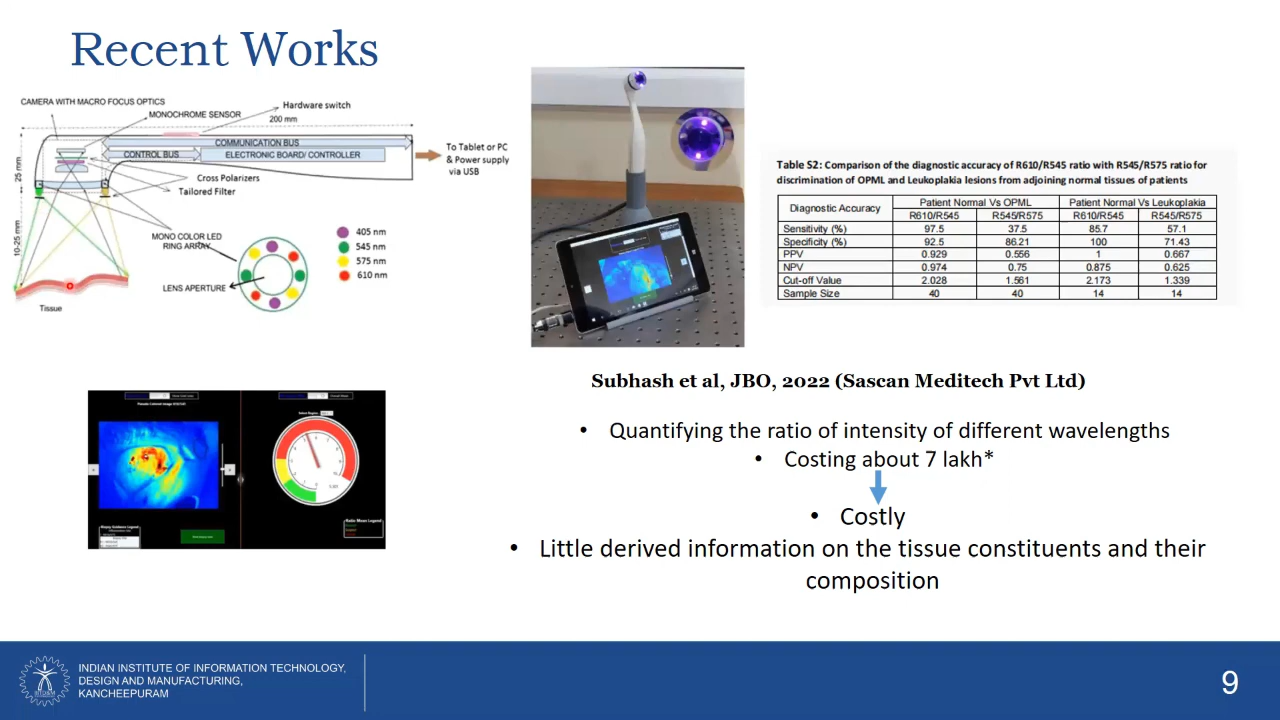 Recent Works
CAMERA WITH MACRO FOCUS OPTICS
MONOCHROME SENSOR
Hardware switch
200 mm
COMMUNICATION BUS
CONTROL BUS
ELECTRONIC BOARD/ CONTROLLER
To Tablet or PC
& Power supply
via USB
25 mm
Cross Polarizers
Tailored Filter
10-25 mm
MONO COLOR LED
RING ARRAY
405 nm
545 nm
575 nm
610 nm
LENS APERTURE
Tissue
Table S2: Comparison of the diagnostic accuracy of R610/R545 ratio with R545/R575 ratio for
discrimination of OPML and Leukoplakia lesions from adjoining normal tissues of patients
Diagnostic Accuracy Patient Normal Vs OPML Patient Normal Vs Leukoplakia
R610/R545 R545/R575 R610/R545 R545/R575
Sensitivity (%) 97.5 37.5 85.7 57.1
Specificity (%) 92.5 86.21 100 71.43
PPV 0.929 0.556 1 0.667
NPV 0.974 0.75 0.875 0.625
Cut-off Value 2.028 1.561 2.173 1.339
Sample Size 40 40 14 14
Subhash et al, JBO, 2022 (Sascan Meditech Pvt Ltd)
• Quantifying the ratio of intensity of different wavelengths
• Costing about 7 lakh*
• Costly
• Little derived information on the tissue constituents and their
composition
INDIAN INSTITUTE OF INFORMATION TECHNOLOGY,
DESIGN AND MANUFACTURING,
KANCHEEPURAM
9